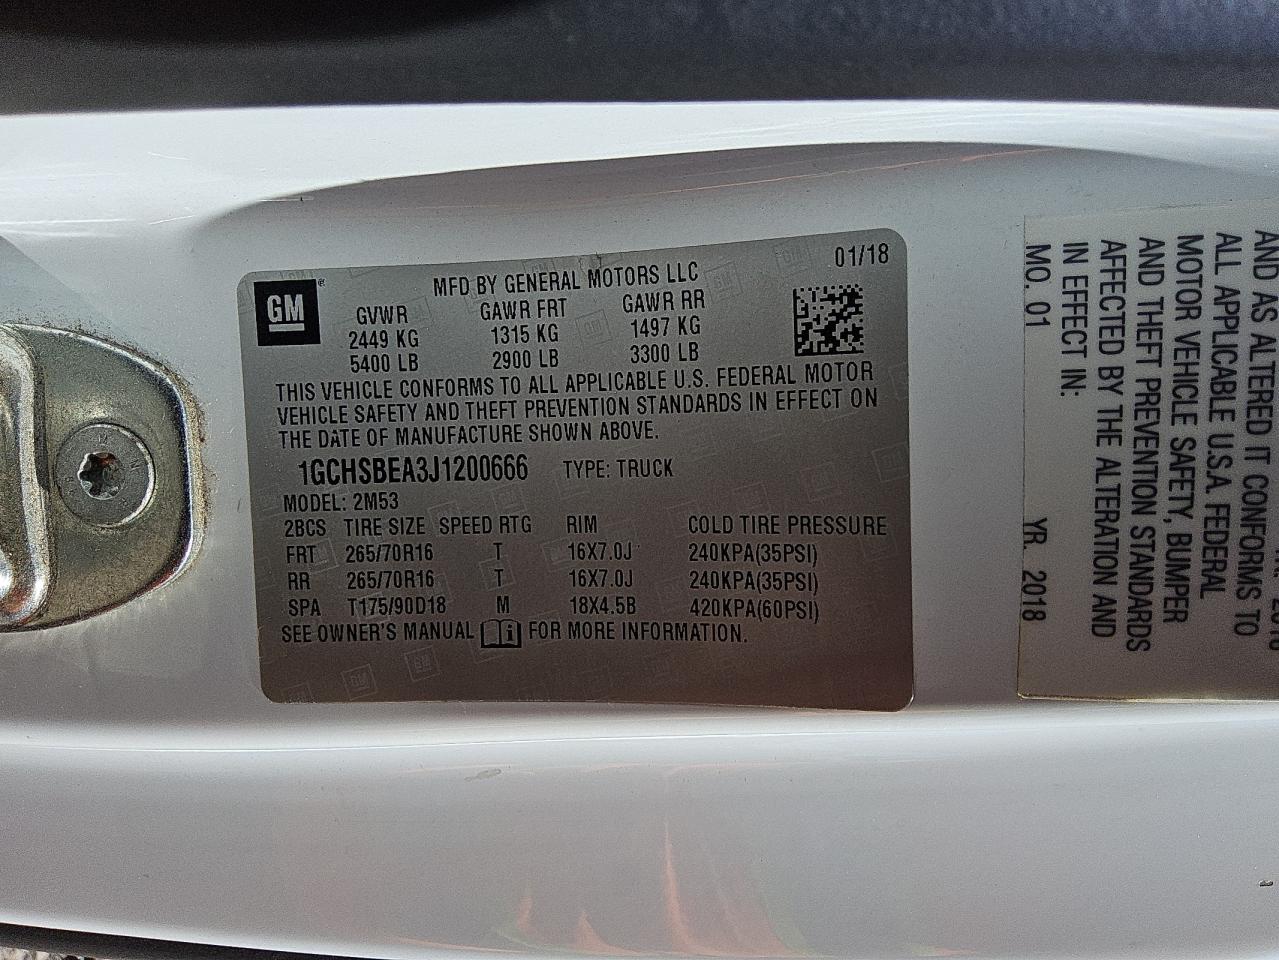 GM
MFD BY GENERAL MOTORS LLC
01/18
GVWR GAWR FRT GAWR RR
2449 KG 1315 KG 1497 KG
5400 LB 2900 LB 3300 LB
THIS VEHICLE CONFORMS TO ALL APPLICABLE U.S. FEDERAL MOTOR
VEHICLE SAFETY AND THEFT PREVENTION STANDARDS IN EFFECT ON
THE DATE OF MANUFACTURE SHOWN ABOVE.
1GCHSBEA3J1200666 TYPE: TRUCK
MODEL: 2M53
2BCS TIRE SIZE SPEED RTG RIM COLD TIRE PRESSURE
FRT 265/70R16 T 16X7.0J 240KPA(35PSI)
RR 265/70R16 T 16X7.0J 240KPA(35PSI)
SPA T175/90D18 M 18X4.5B 420KPA(60PSI)
SEE OWNER'S MANUAL FOR MORE INFORMATION.
AND AS ALTERED IT CONFORMS TO
ALL APPLICABLE U.S.A. FEDERAL
MOTOR VEHICLE SAFETY, BUMPER
AND THEFT PREVENTION STANDARDS
AFFECTED BY THE ALTERATION AND
IN EFFECT IN:
MO. 01 YR. 2018